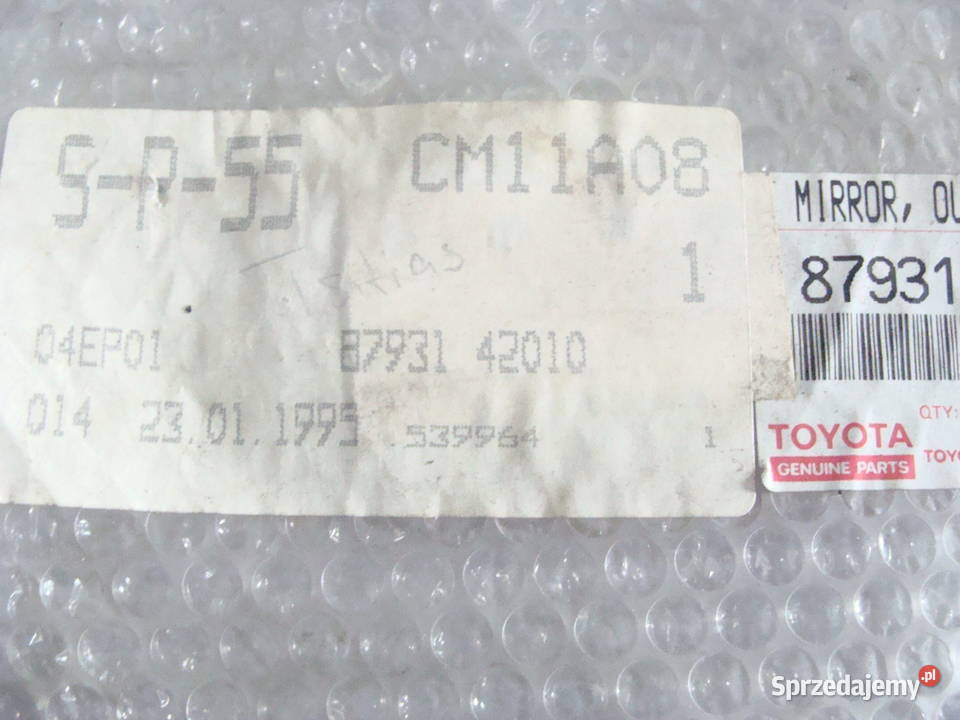 S-P-55 CM11A08
1
04EP01 87931 42010
014 23.01.1995 539964 1
MIRROR, OU
87931
QTY:
TOYOTA
GENUINE PARTS
TOYO
Sprzedajemy.pl